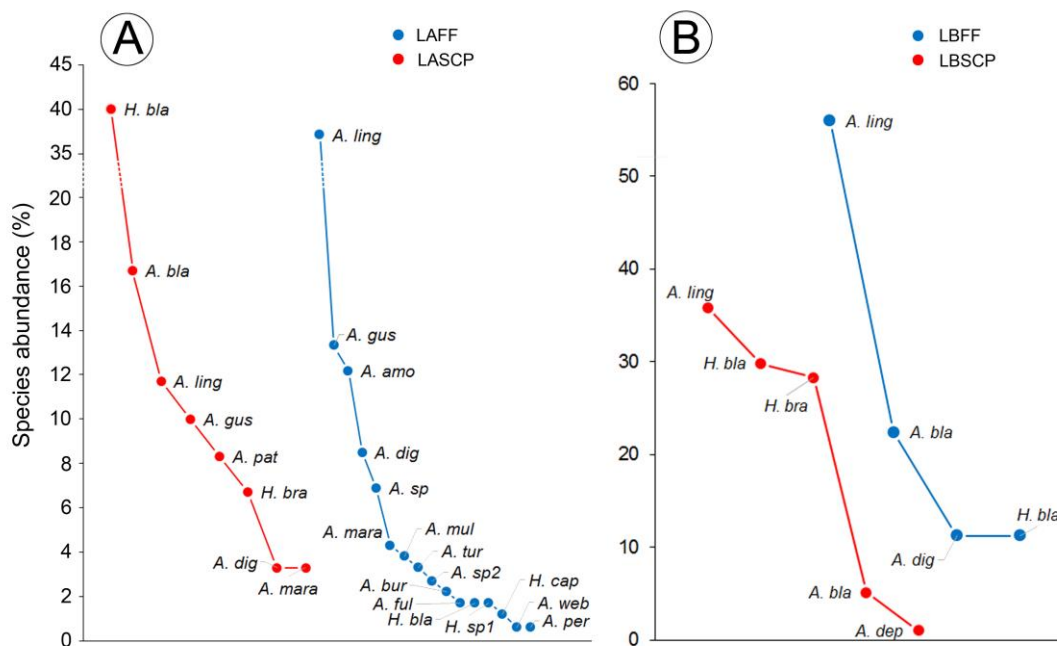 A
LAFF
LASCP
Species abundance (%)
45
40
35
20
18
16
14
12
10
8
6
4
2
0
H. bla
A. bla
A. ling
A. gus
A. pat
H. bra
A. dig
A. mara
A. ling
A. gus
A. amo
A. dig
A. sp
A. mara
A. mul
A. tur
A. sp2
A. bur
A. ful
H. bla
H. sp1
H. cap
A. web
A. per
B
LBFF
LBSCP
60
50
40
30
20
10
0
A. ling
H. bla
H. bra
A. bla
A. dep
A. ling
A. bla
A. dig
H. bla